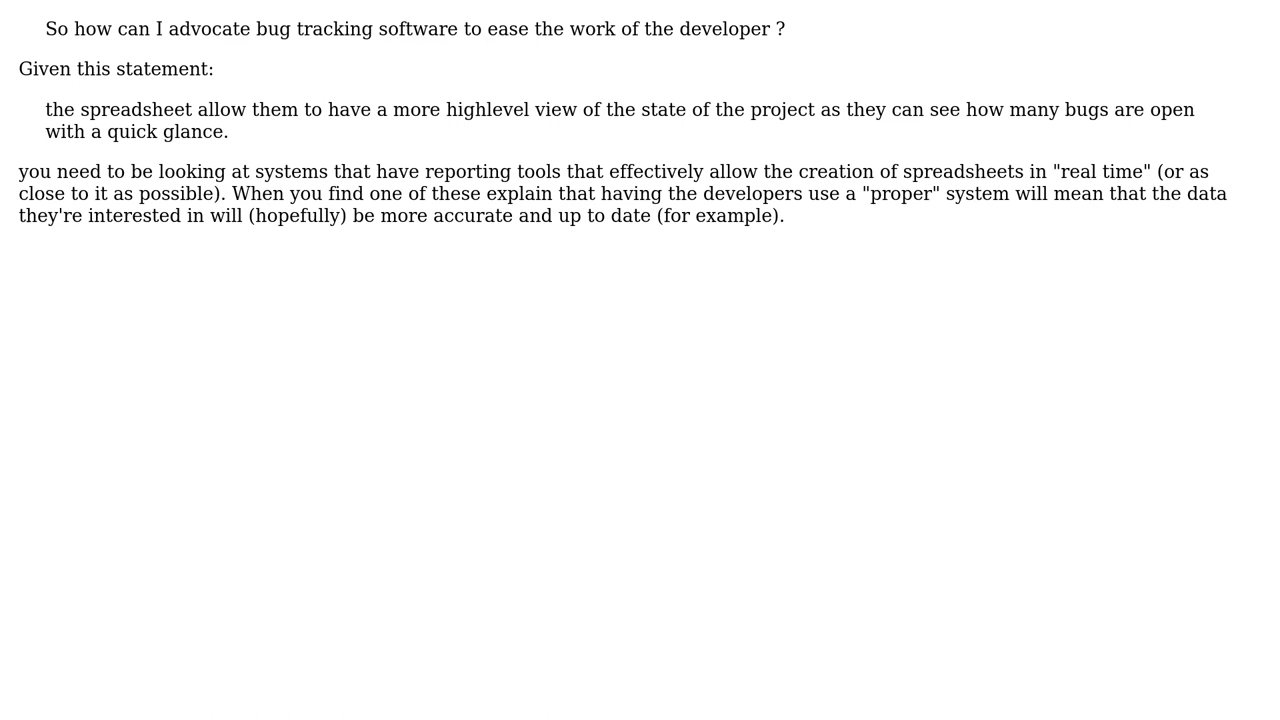 So how can I advocate bug tracking software to ease the work of the developer ?
Given this statement:
the spreadsheet allow them to have a more highlevel view of the state of the project as they can see how many bugs are open
with a quick glance.
you need to be looking at systems that have reporting tools that effectively allow the creation of spreadsheets in "real time" (or as
close to it as possible). When you find one of these explain that having the developers use a "proper" system will mean that the data
they're interested in will (hopefully) be more accurate and up to date (for example).